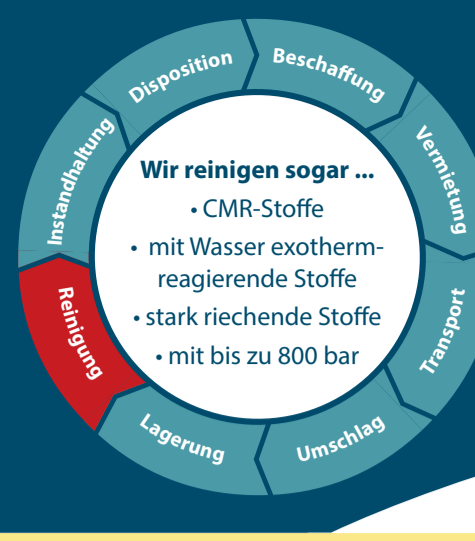 Disposition
Beschaffung
Vermietung
Transport
Umschlag
Lagerung
Reinigung
Instandhaltung
Wir reinigen sogar ...
• CMR-Stoffe
• mit Wasser exotherm-
reagierende Stoffe
• stark riechende Stoffe
• mit bis zu 800 bar